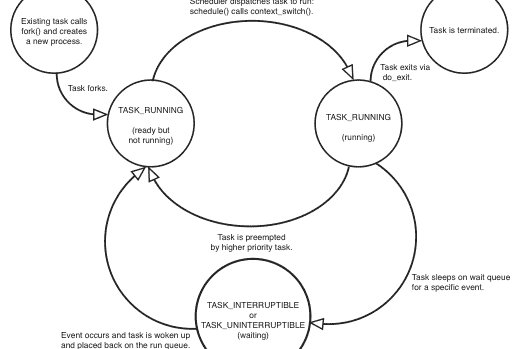 Scheduler dispatches task to run:
schedule() calls context_switch().
Existing task calls
fork() and creates
a new process.
Task is terminated.
Task exits via
do_exit.
Task forks.
TASK_RUNNING
(ready but
not running)
TASK_RUNNING
(running)
Task is preempted
by higher priority task.
Task sleeps on wait queue
for a specific event.
TASK_INTERRUPTIBLE
or
TASK_UNINTERRUPTIBLE
(waiting)
Event occurs and task is woken up
and placed back on the run queue.